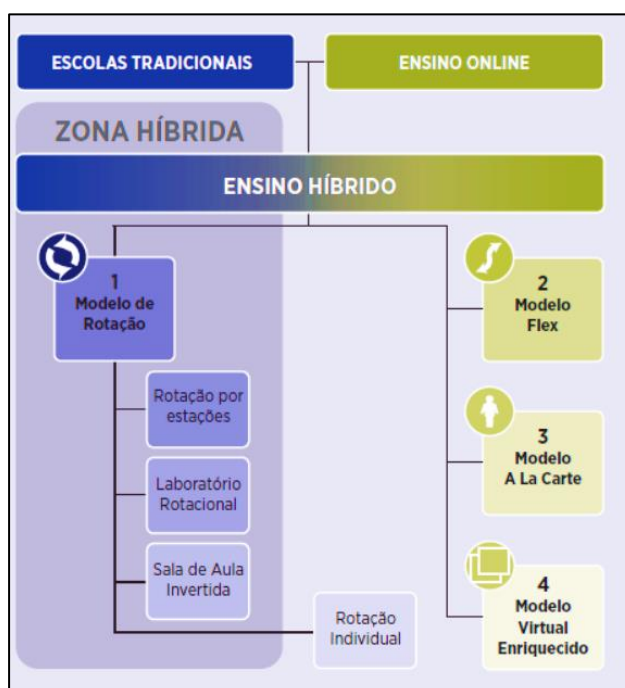 ESCOLAS TRADICIONAIS
ENSINO ONLINE
ZONA HÍBRIDA
ENSINO HÍBRIDO
1
Modelo de
Rotação
Rotação por
estações
Laboratório
Rotacional
Sala de Aula
Invertida
Rotação
Individual
2
Modelo
Flex
3
Modelo
A La Carte
4
Modelo
Virtual
Enriquecido